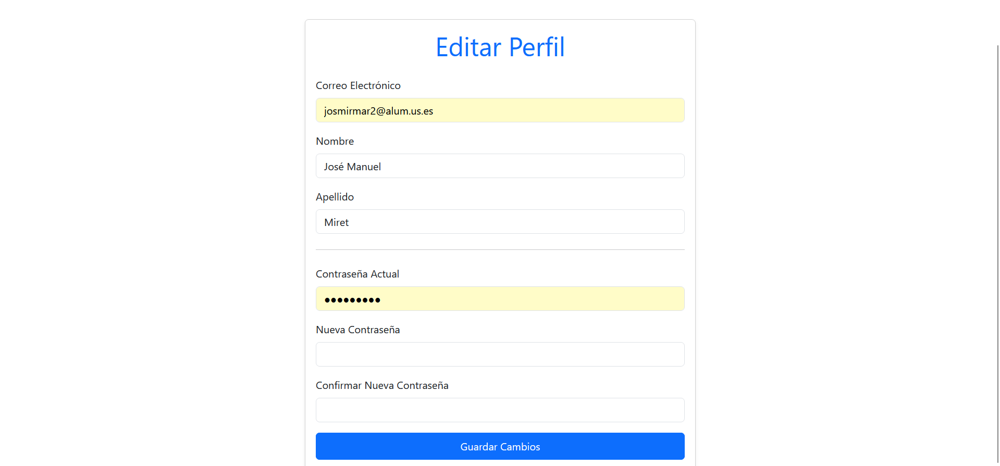 Editar Perfil
Correo Electrónico
josmirmar2@alum.us.es
Nombre
José Manuel
Apellido
Miret
Contraseña Actual
●●●●●●●●●
Nueva Contraseña
Confirmar Nueva Contraseña
Guardar Cambios